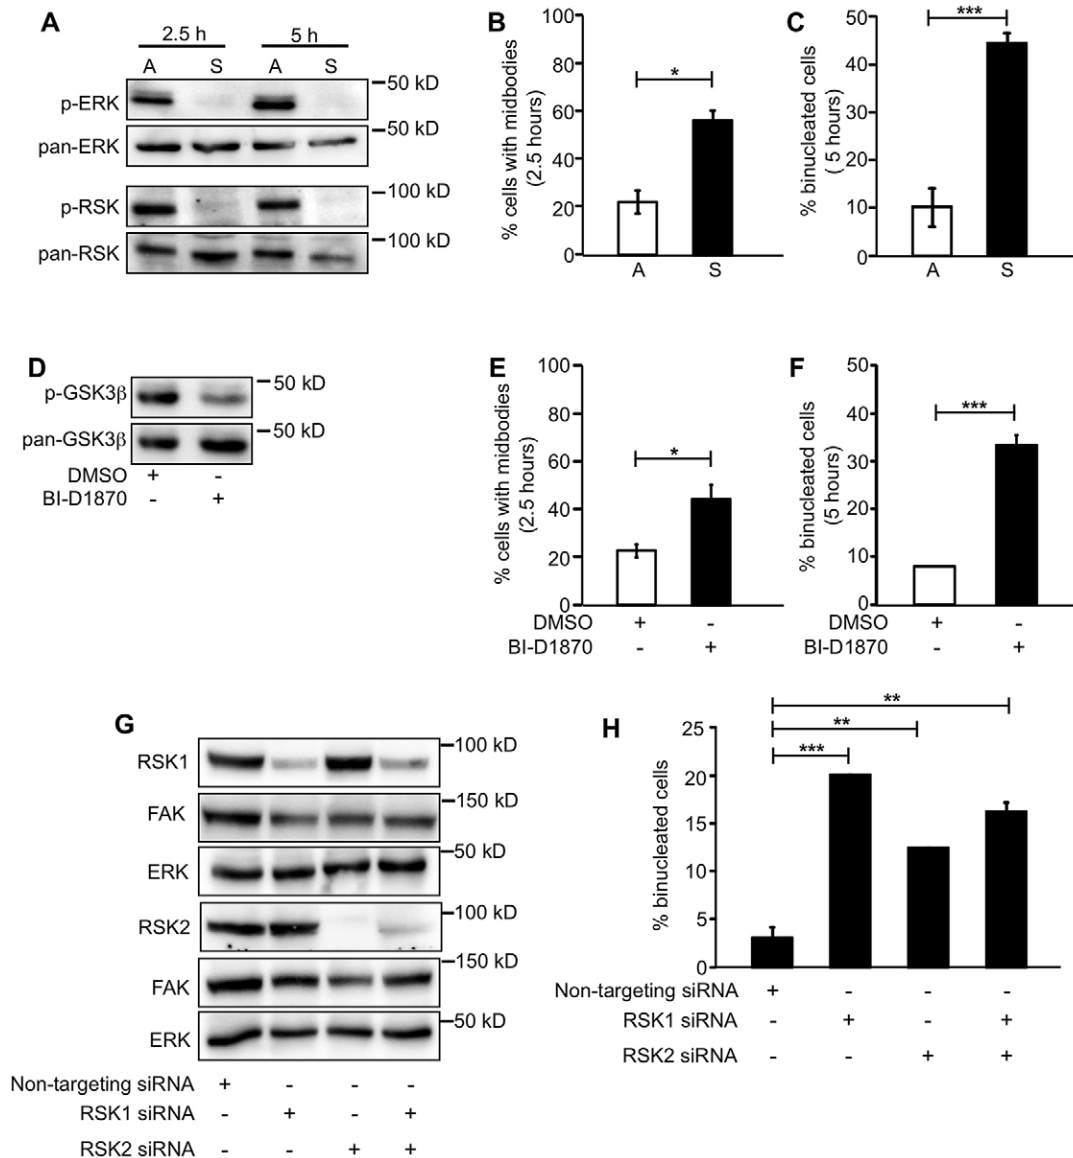 A
2.5 h 5 h
A S A S
p-ERK 50 kD
pan-ERK 50 kD
p-RSK 100 kD
pan-RSK 100 kD
B
% cells with midbodies
(2.5 hours)
100
80
60
40
20
0
*
A S
C
% binucleated cells
( 5 hours)
50
40
30
20
10
0
***
A S
D
p-GSK3β 50 kD
pan-GSK3β 50 kD
DMSO + -
BI-D1870 - +
E
% cells with midbodies
(2.5 hours)
100
80
60
40
20
0
*
DMSO + -
BI-D1870 - +
F
% binucleated cells
(5 hours)
50
40
30
20
10
0
***
DMSO + -
BI-D1870 - +
G
RSK1 100 kD
FAK 150 kD
ERK 50 kD
RSK2 100 kD
FAK 150 kD
ERK 50 kD
Non-targeting siRNA + - - -
RSK1 siRNA - + - +
RSK2 siRNA - - + +
H
% binucleated cells
25
20
15
10
5
0
**
**
***
Non-targeting siRNA + - - -
RSK1 siRNA - + - +
RSK2 siRNA - - + +